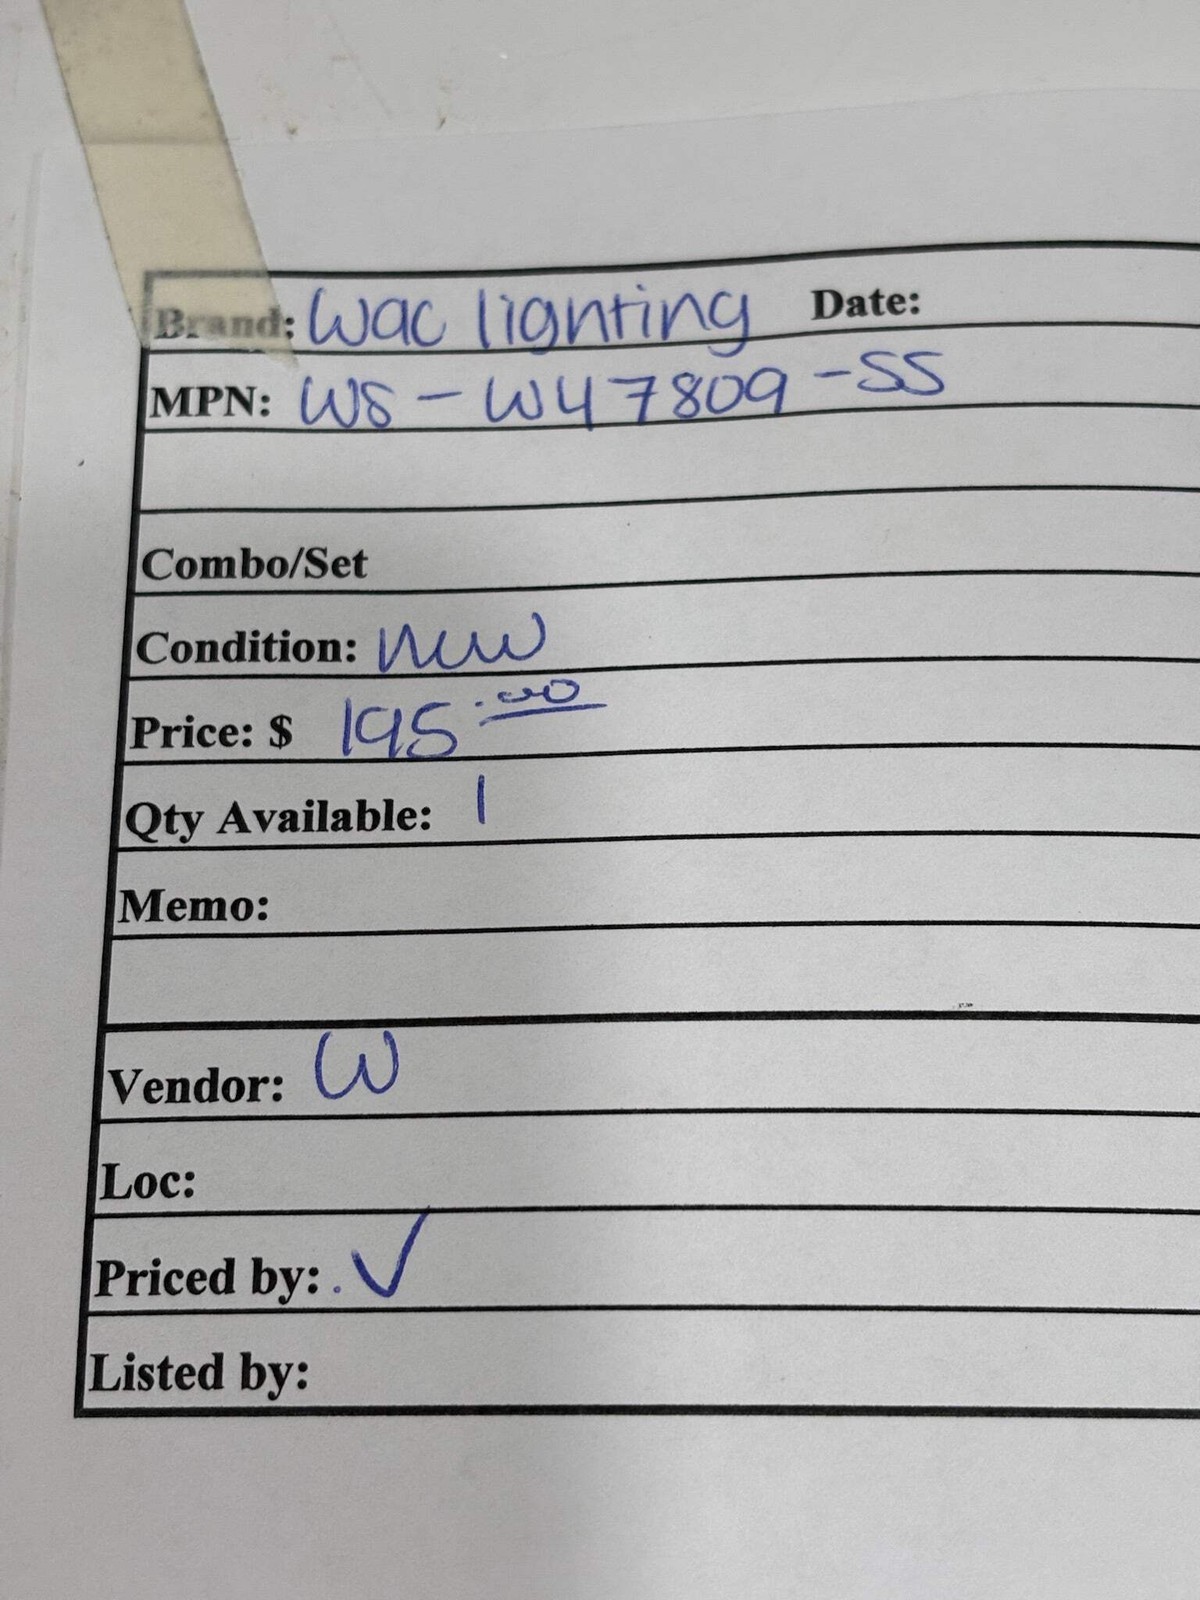 Brand: Wac lighting Date:
MPN: WS-W47809-SS
Combo/Set
Condition: new
Price: $ 195.00
Qty Available: 1
Memo:
Vendor: W
Loc:
Priced by: . ✓
Listed by: